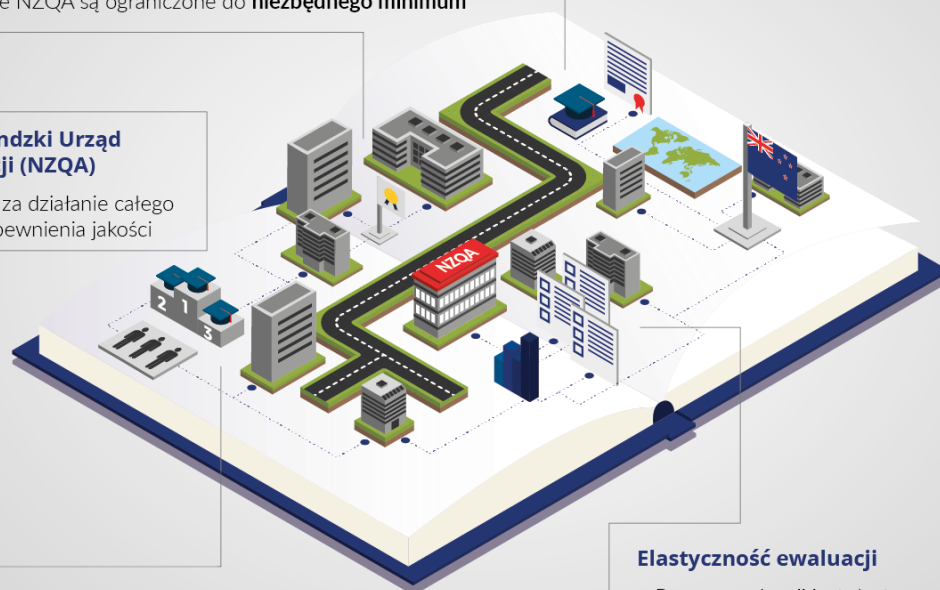 e NZQA są ograniczone do niezbędnego minimum
ndzki Urząd
ji (NZQA)
za działanie całego
pewnienia jakości
NZQA
2 1
3
Elastyczność ewaluacji